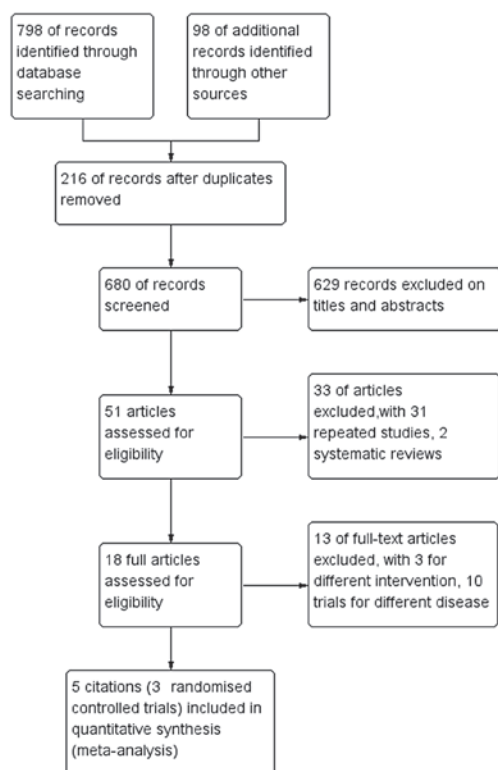 798 of records
identified through
database
searching
98 of additional
records identified
through other
sources
216 of records after duplicates
removed
680 of records
screened
629 records excluded on
titles and abstracts
51 articles
assessed for
eligibility
33 of articles
excluded,with 31
repeated studies, 2
systematic reviews
18 full articles
assessed for
eligibility
13 of full-text articles
excluded, with 3 for
different intervention, 10
trials for different disease
5 citations (3 randomised
controlled trials) included in
quantitative synthesis
(meta-analysis)